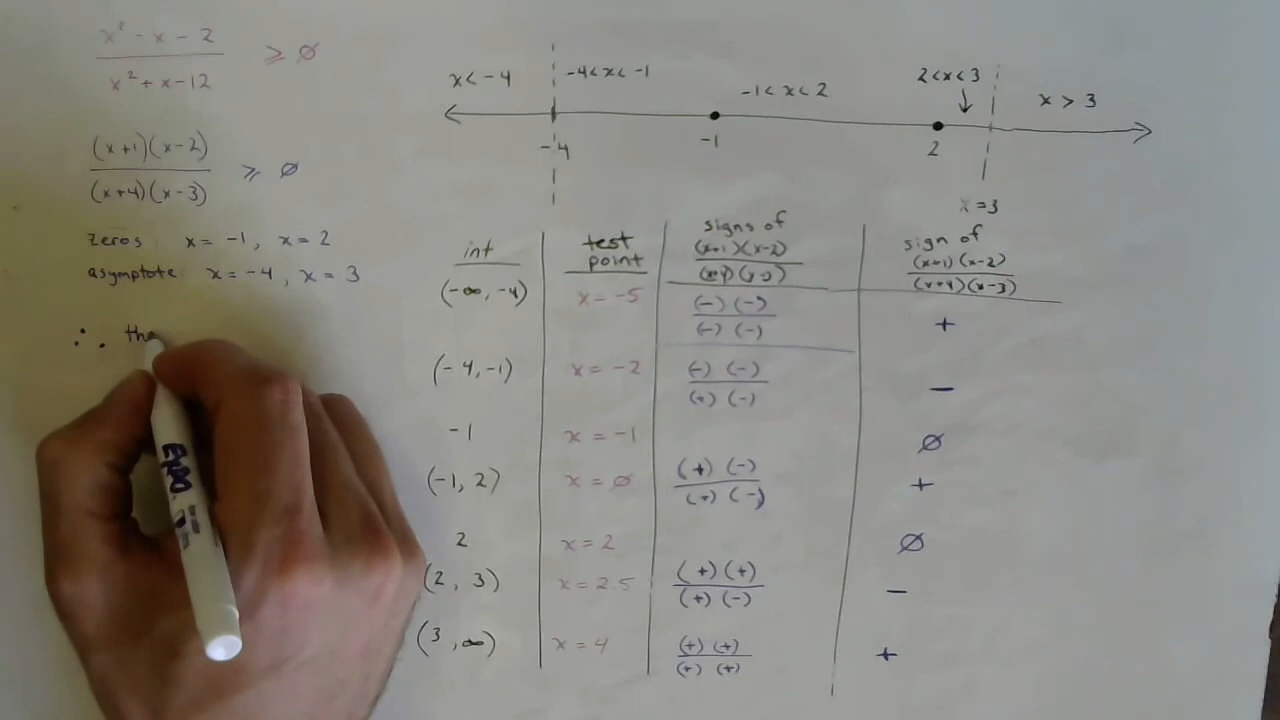 x² - x - 2
x² + x - 12
≥ ∅
(x+1)(x-2)
(x+4)(x-3)
≥ ∅
zeros x = -1, x = 2
asymptote x = -4, x = 3
∴ the
x < -4
-4 < x < -1
-1 < x < 2
2 < x < 3
x > 3
-4
-1
2
x = 3
int
test point
signs of
(x+1)(x-2)
(x+4)(x-3)
sign of
(x+1)(x-2)
(x+4)(x-3)
(-∞, -4) x = -5 (-)(-) +
(-)(-)
(-4, -1) x = -2 (-)(-) −
(+)(-)
-1 x = -1 ∅
(-1, 2) x = ∅ (+)(-) +
(+)(-)
2 x = 2 ∅
(2, 3) x = 2.5 (+)(+) −
(+)(-)
(3, ∞) x = 4 (+)(+) +
(+)(+)
EXPO